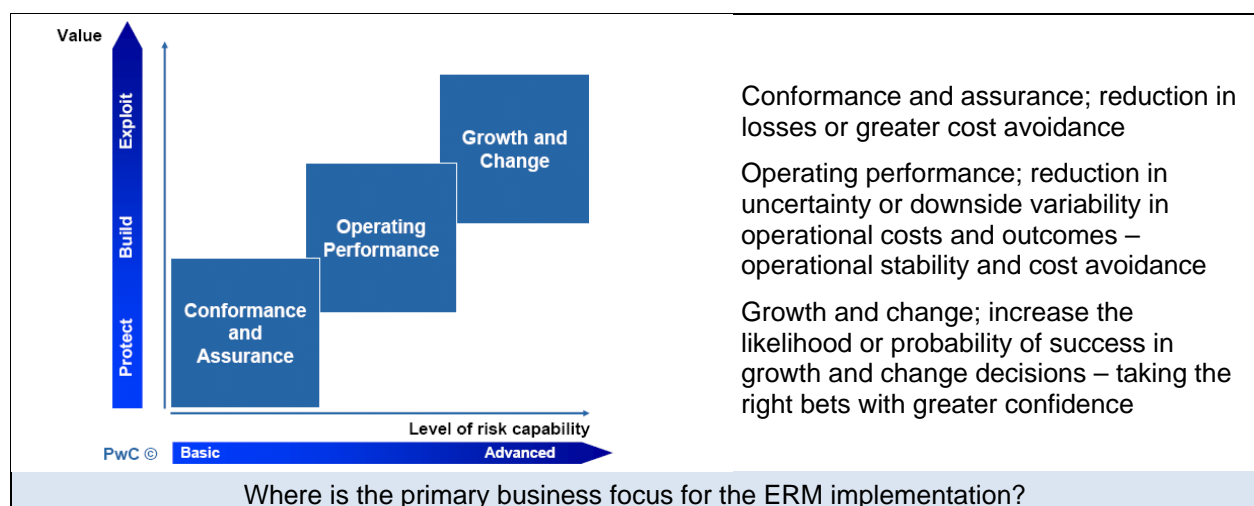 Value
Exploit
Build
Protect
Growth and
Change
Operating
Performance
Conformance
and
Assurance
Level of risk capability
PwC ©
Basic
Advanced
Conformance and assurance; reduction in
losses or greater cost avoidance
Operating performance; reduction in
uncertainty or downside variability in
operational costs and outcomes –
operational stability and cost avoidance
Growth and change; increase the
likelihood or probability of success in
growth and change decisions – taking the
right bets with greater confidence
Where is the primary business focus for the ERM implementation?